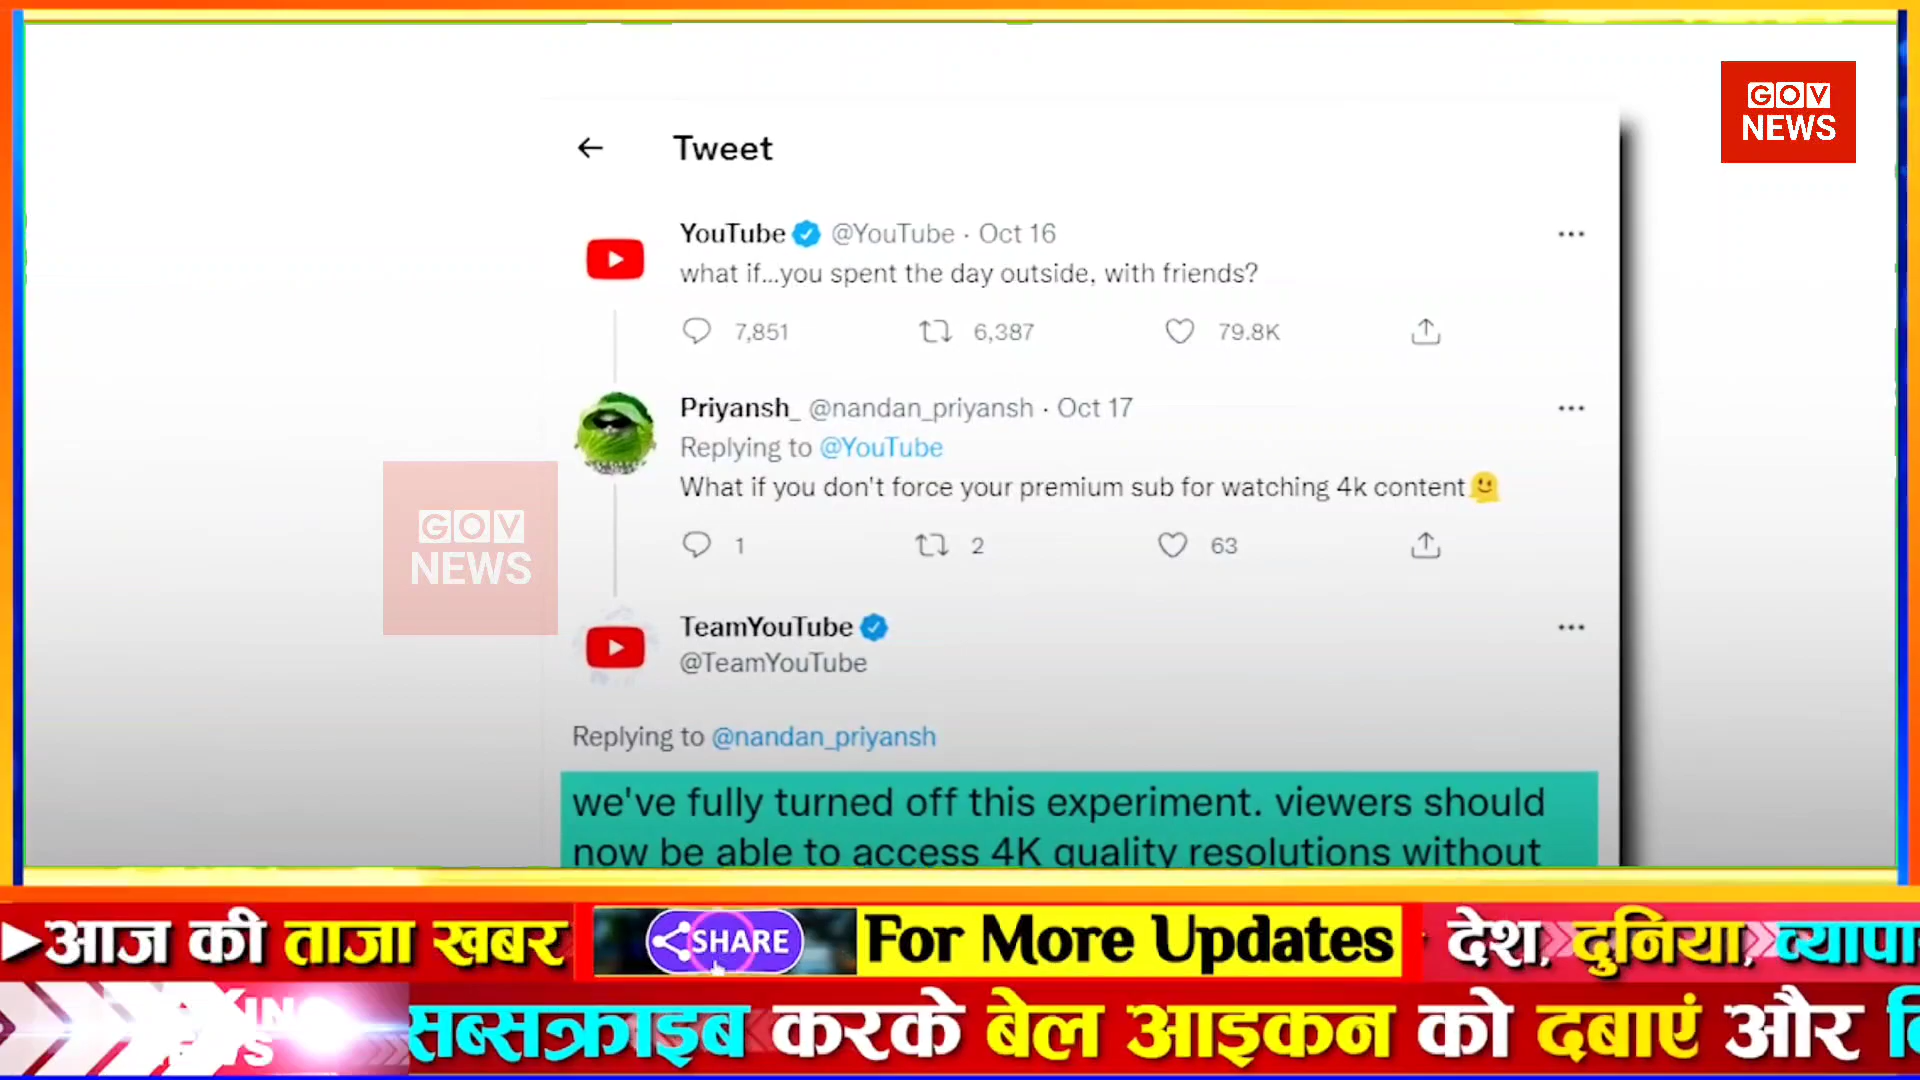 GOV
NEWS
Tweet
YouTube @YouTube · Oct 16
what if...you spent the day outside, with friends?
7,851 6,387 79.8K
Priyansh_ @nandan_priyansh · Oct 17
Replying to @YouTube
What if you don't force your premium sub for watching 4k content
1 2 63
GOV
NEWS
TeamYouTube
@TeamYouTube
Replying to @nandan_priyansh
we've fully turned off this experiment. viewers should
now be able to access 4K quality resolutions without
आज की ताजा खबर SHARE For More Updates देश, दुनिया,
NEWS
सब्सक्राइब करके बेल आइकन को दबाएं और